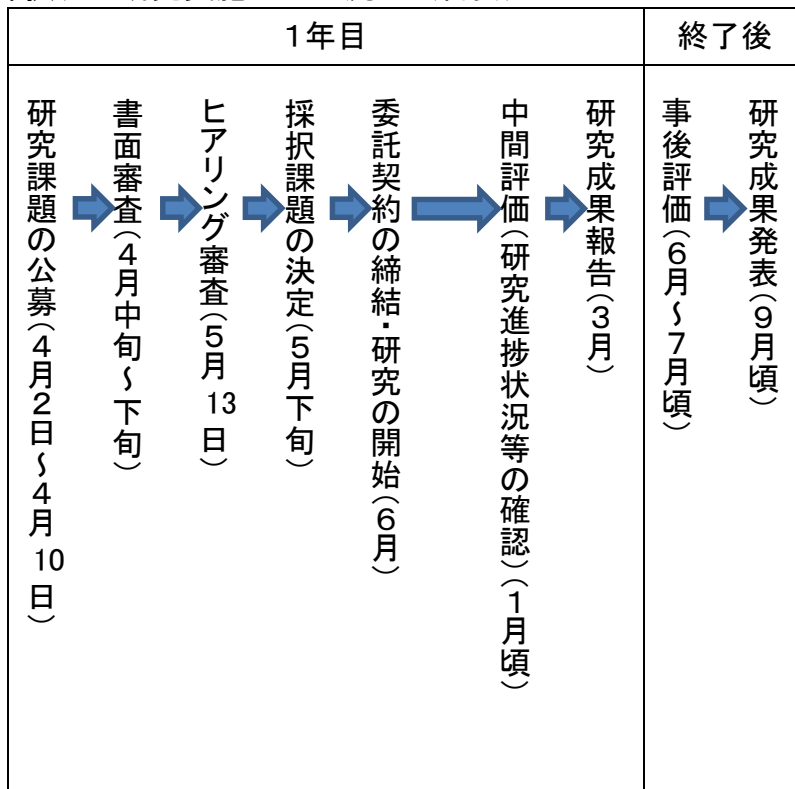 1年目
終了後
研究課題の公募(4月2日~4月10日)
書面審査(4月中旬~下旬)
ヒアリング審査(5月13日)
採択課題の決定(5月下旬)
委託契約の締結・研究の開始(6月)
中間評価(研究進捗状況等の確認)(1月頃)
研究成果報告(3月)
事後評価(6月~7月頃)
研究成果発表(9月頃)